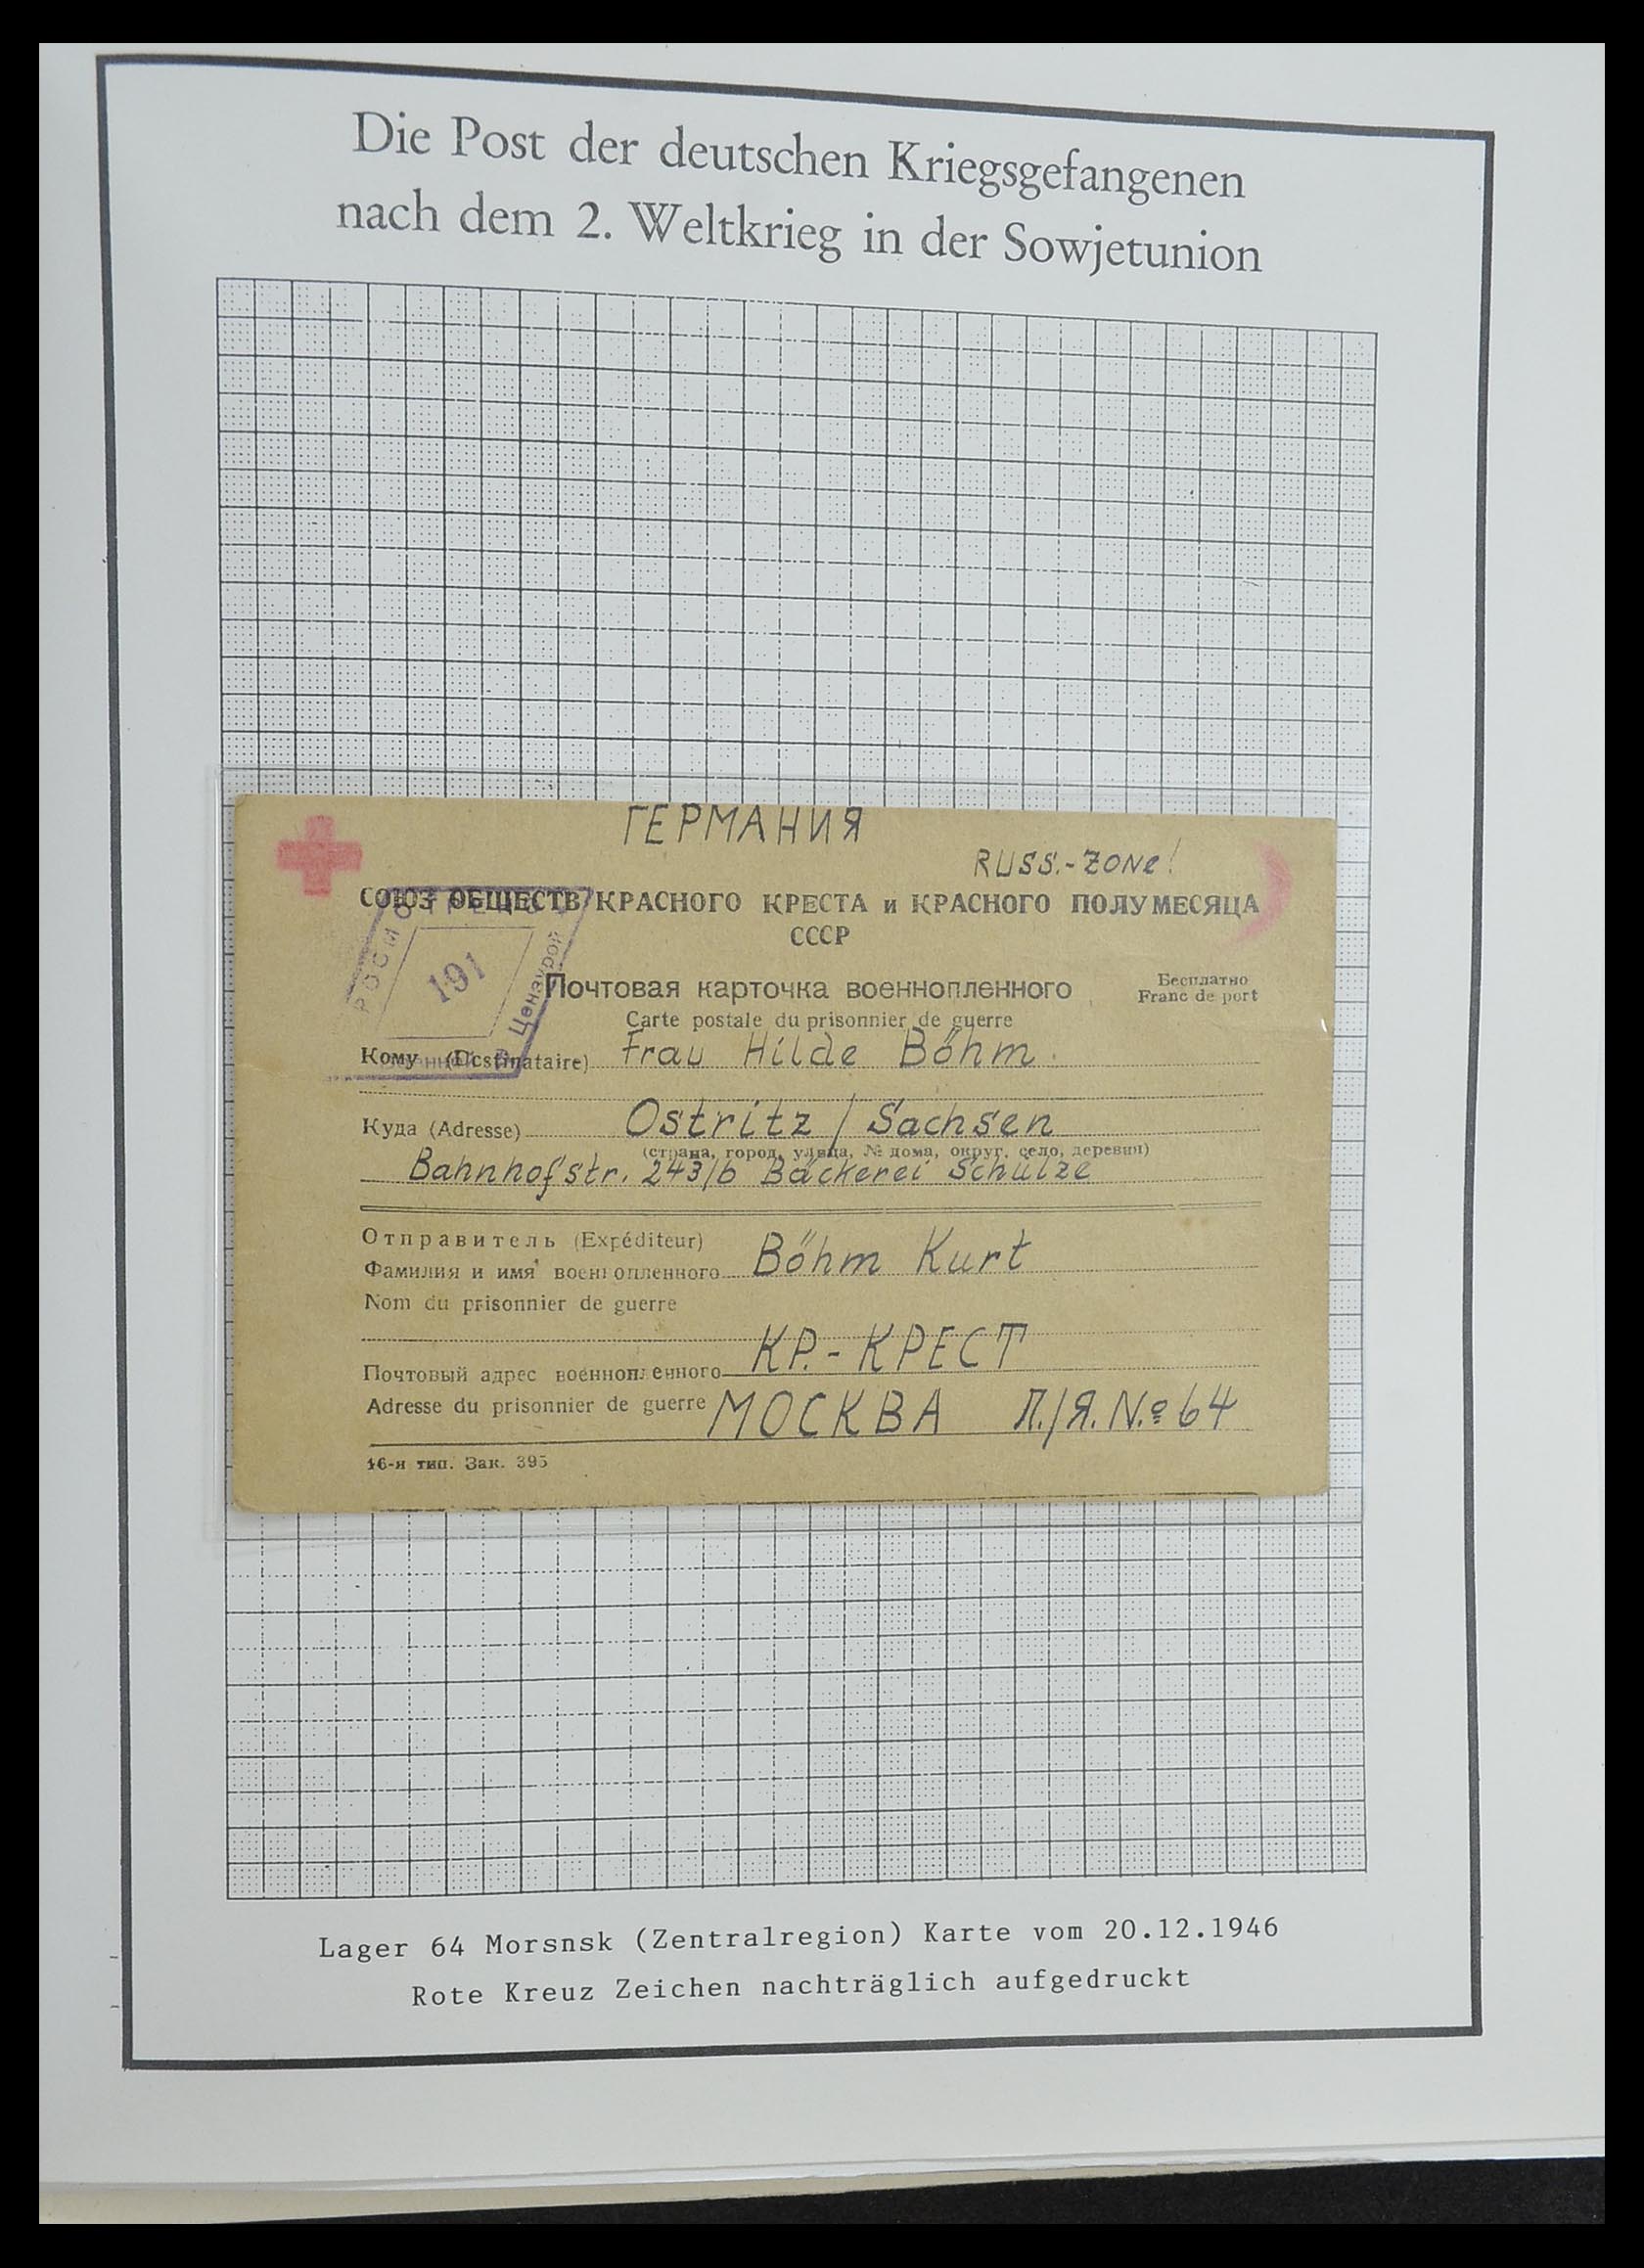 Die Post der deutschen Kriegsgefangenen
nach dem 2. Weltkrieg in der Sowjetunion
ГЕРМАНИЯ
RUSS.-ZONE!
СОЮЗ ОБЩЕСТВ КРАСНОГО КРЕСТА и КРАСНОГО ПОЛУМЕСЯЦА
СССР
191
Цензурой
Почтовая карточка военнопленного
Бесплатно
Franc de port
Carte postale du prisonnier de guerre
Кому (Destinataire) Frau Hilde Böhm.
Куда (Adresse) Ostritz / Sachsen
(страна, город, улица, № дома, округ, село, деревня)
Bahnhofstr. 243/b Bäckerei Schulze
Отправитель (Expéditeur)
Фамилия и имя военнопленного Böhm Kurt
Nom du prisonnier de guerre
Почтовый адрес военнопленного КР.-КРЕСТ
Adresse du prisonnier de guerre МОСКВА П./Я. N.º 64
16-я тип. Зак. 395
Lager 64 Morsnsk (Zentralregion) Karte vom 20.12.1946
Rote Kreuz Zeichen nachträglich aufgedruckt